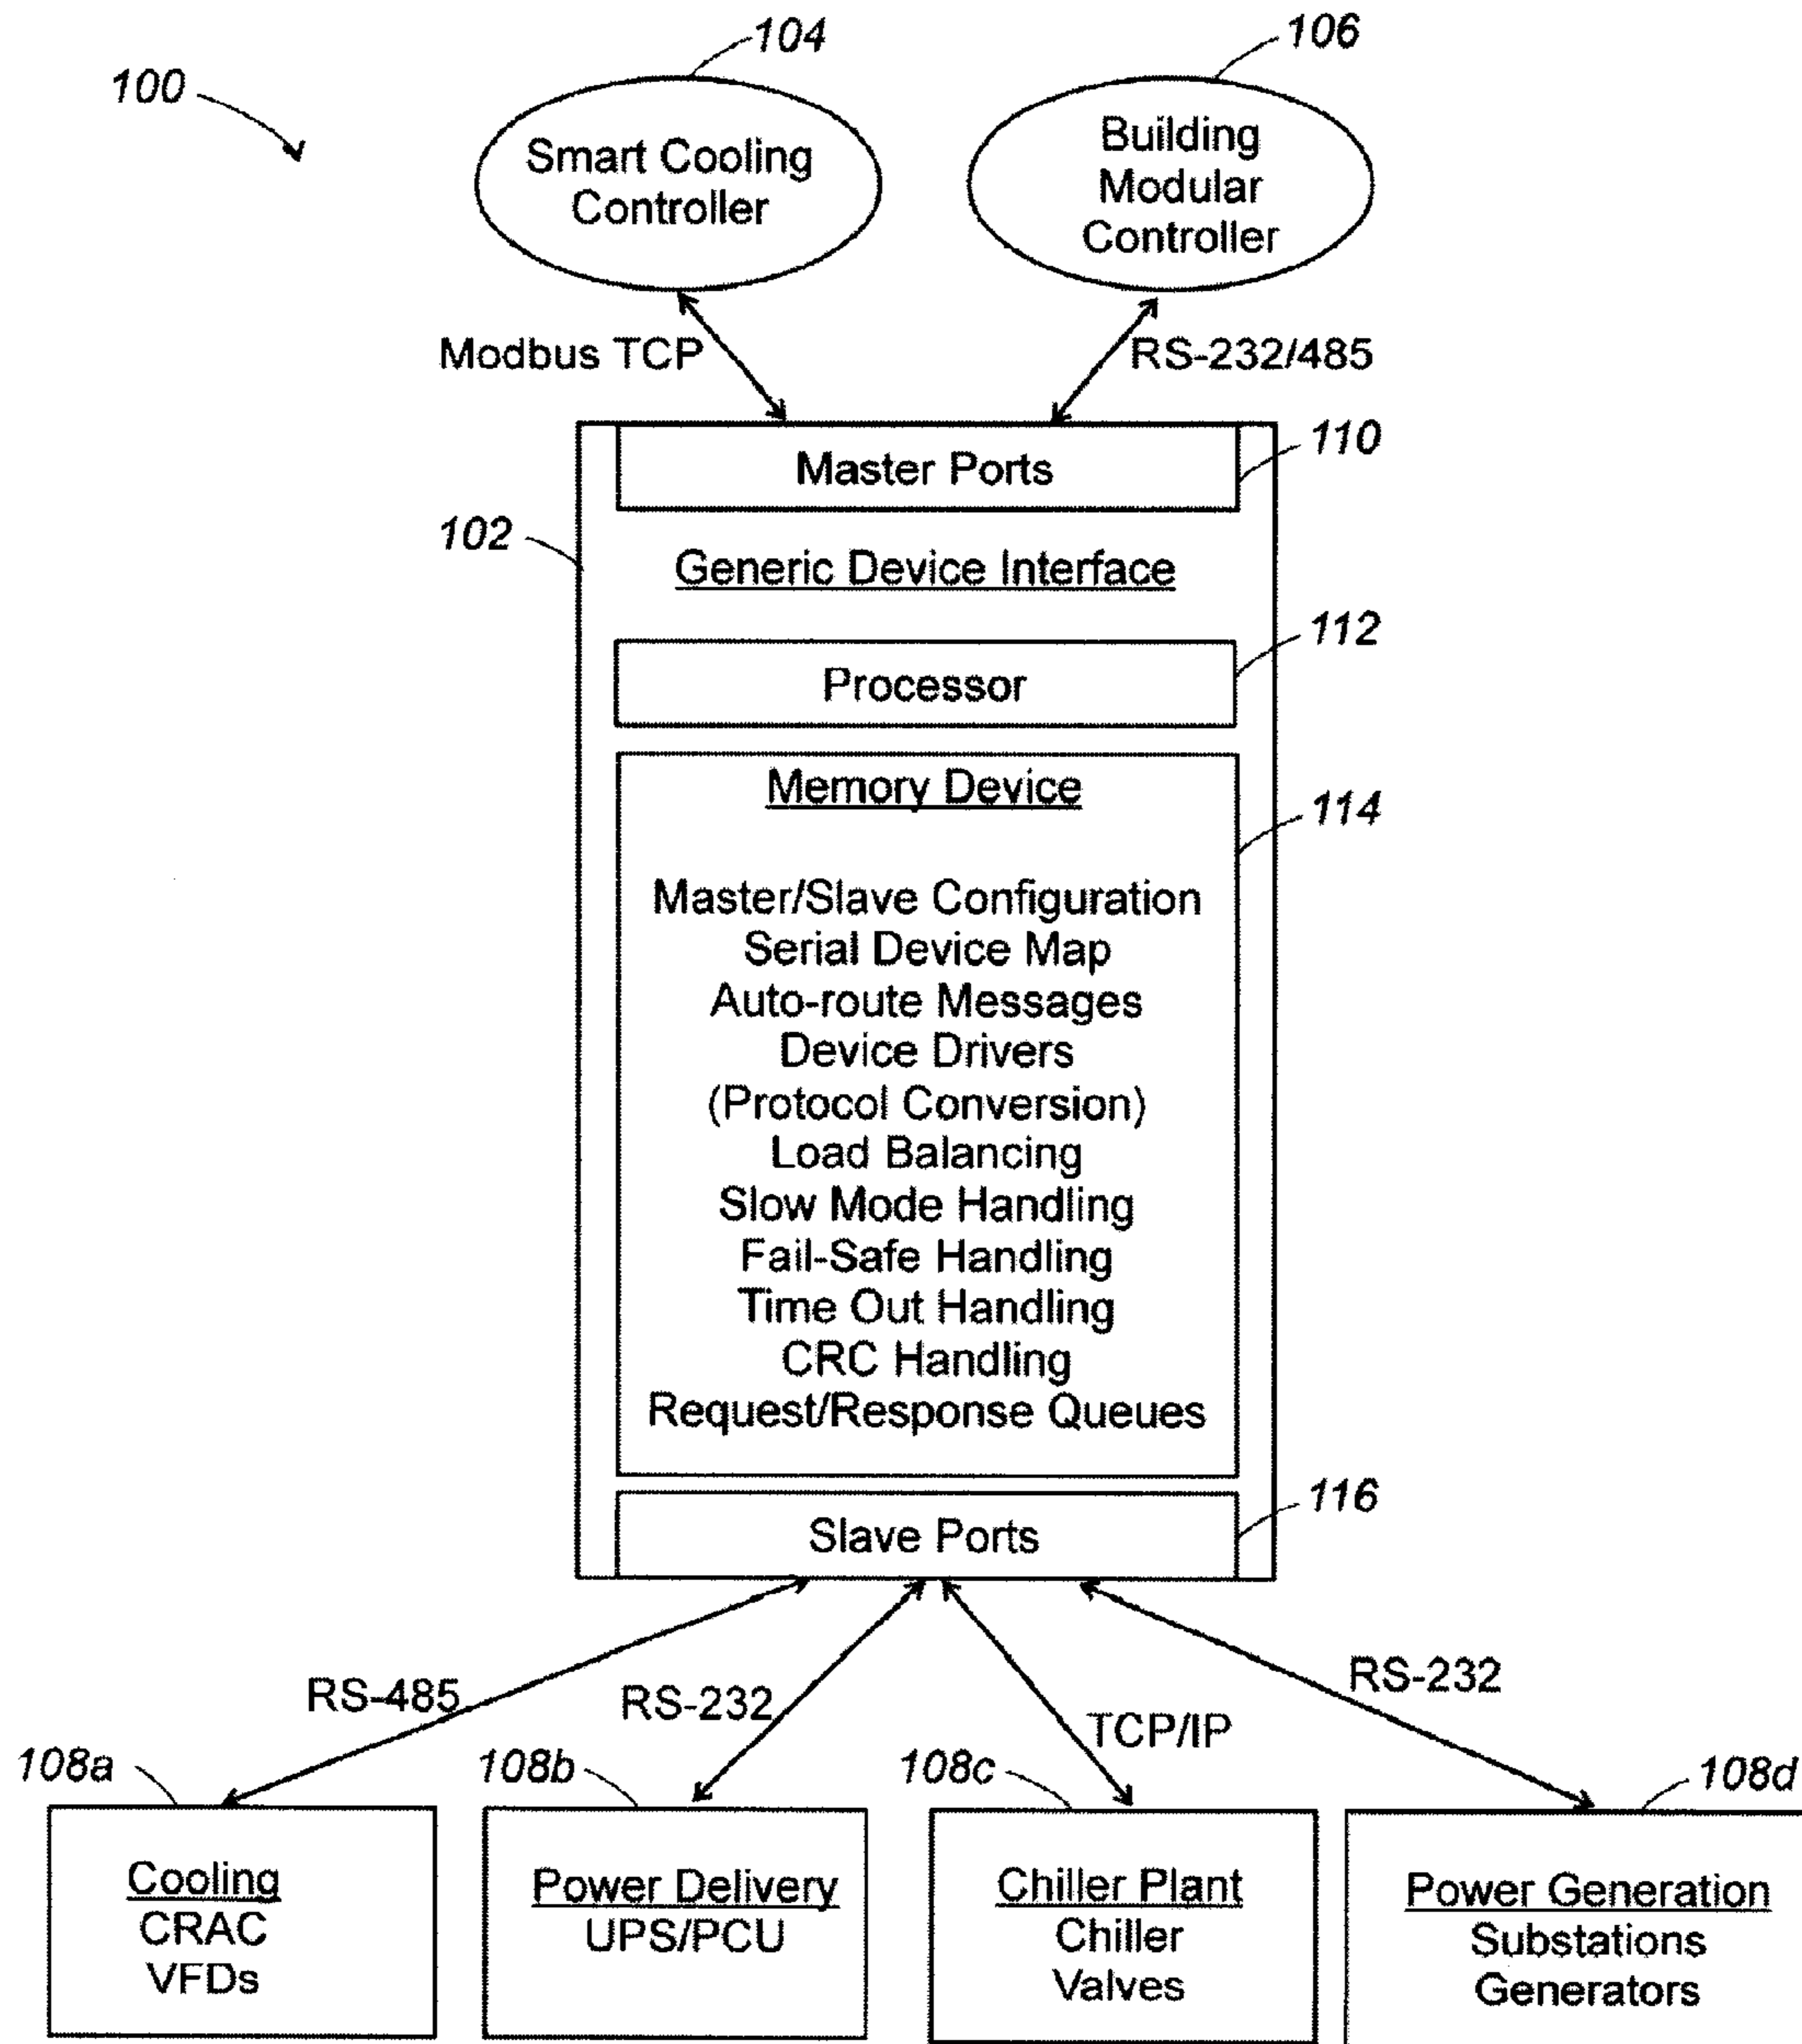 104
106
100
Smart Cooling
Controller
Building
Modular
Controller
Modbus TCP
RS-232/485
110
Master Ports
102
Generic Device Interface
112
Processor
Memory Device
114
Master/Slave Configuration
Serial Device Map
Auto-route Messages
Device Drivers
(Protocol Conversion)
Load Balancing
Slow Mode Handling
Fail-Safe Handling
Time Out Handling
CRC Handling
Request/Response Queues
116
Slave Ports
RS-485
RS-232
TCP/IP
RS-232
108a
108b
108c
108d
Cooling
CRAC
VFDs
Power Delivery
UPS/PCU
Chiller Plant
Chiller
Valves
Power Generation
Substations
Generators